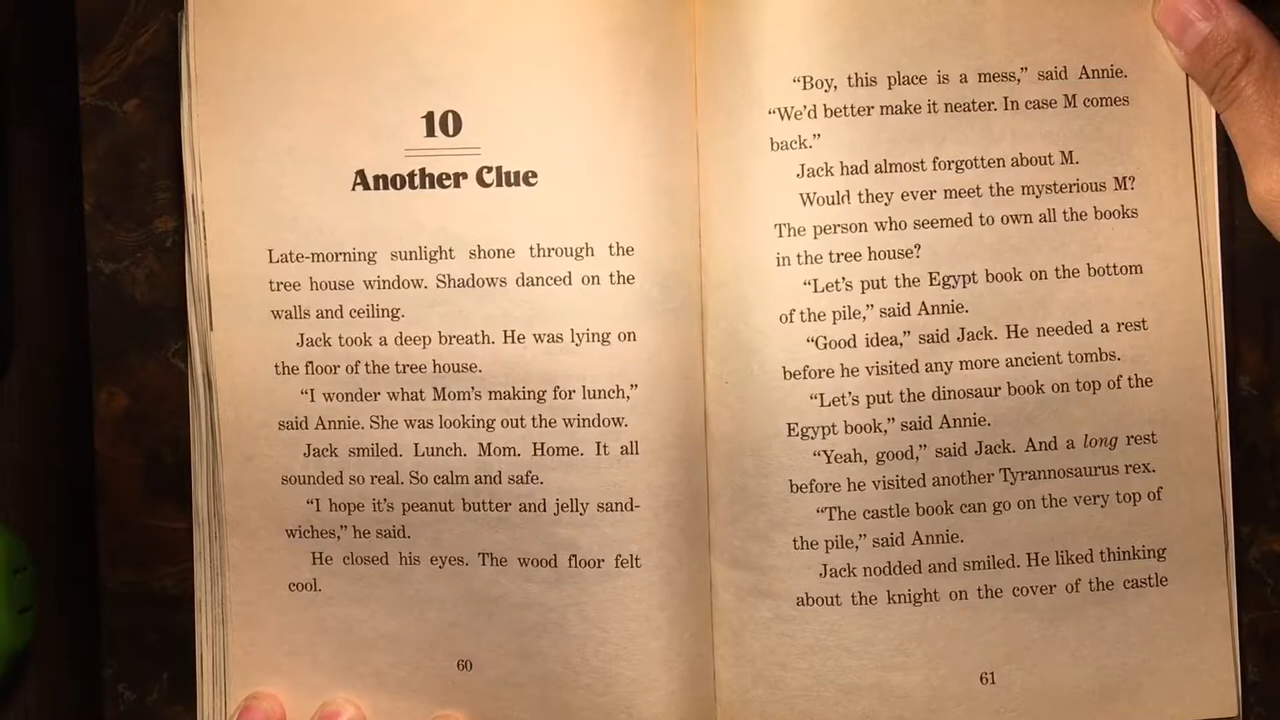 10
Another Clue
Late-morning sunlight shone through the
tree house window. Shadows danced on the
walls and ceiling.
Jack took a deep breath. He was lying on
the floor of the tree house.
“I wonder what Mom’s making for lunch,”
said Annie. She was looking out the window.
Jack smiled. Lunch. Mom. Home. It all
sounded so real. So calm and safe.
“I hope it’s peanut butter and jelly sand-
wiches,” he said.
He closed his eyes. The wood floor felt
cool.
60
“Boy, this place is a mess,” said Annie.
“We’d better make it neater. In case M comes
back.”
Jack had almost forgotten about M.
Would they ever meet the mysterious M?
The person who seemed to own all the books
in the tree house?
“Let’s put the Egypt book on the bottom
of the pile,” said Annie.
“Good idea,” said Jack. He needed a rest
before he visited any more ancient tombs.
“Let’s put the dinosaur book on top of the
Egypt book,” said Annie.
“Yeah, good,” said Jack. And a long rest
before he visited another Tyrannosaurus rex.
“The castle book can go on the very top of
the pile,” said Annie.
Jack nodded and smiled. He liked thinking
about the knight on the cover of the castle
61